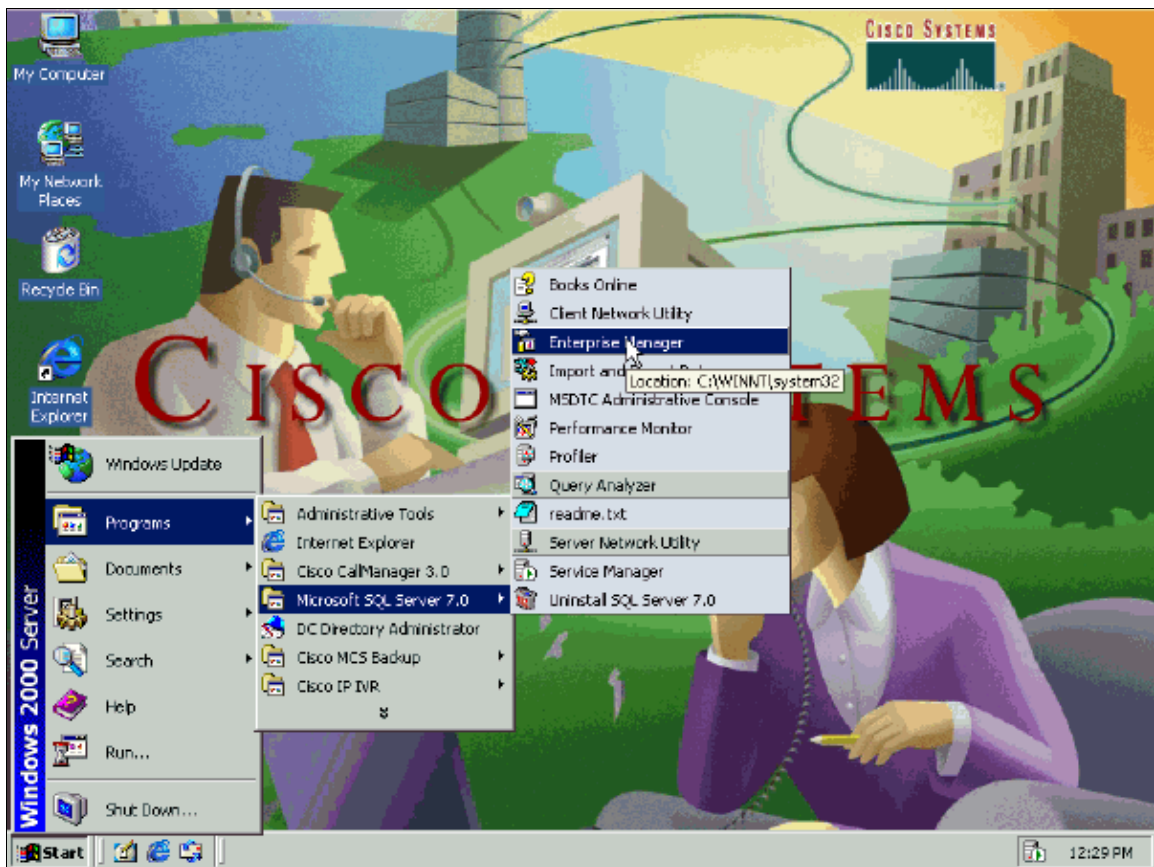 CISCO SYSTEMS
My Computer
My Network
Places
Recycle Bin
Internet
Explorer
CISCO
EMS
Books Online
Client Network Utility
Enterprise Manager
Import and
Location: C:\WINNT\system32
MSDTC Administrative Console
Performance Monitor
Profiler
Query Analyzer
readme.txt
Server Network Utility
Service Manager
Uninstall SQL Server 7.0
Windows Update
Programs
Documents
Settings
Search
Help
Run...
Shut Down...
Windows 2000 Server
Administrative Tools
Internet Explorer
Cisco CallManager 3.0
Microsoft SQL Server 7.0
DC Directory Administrator
Cisco MCS Backup
Cisco IP IVR
Start
12:29 PM